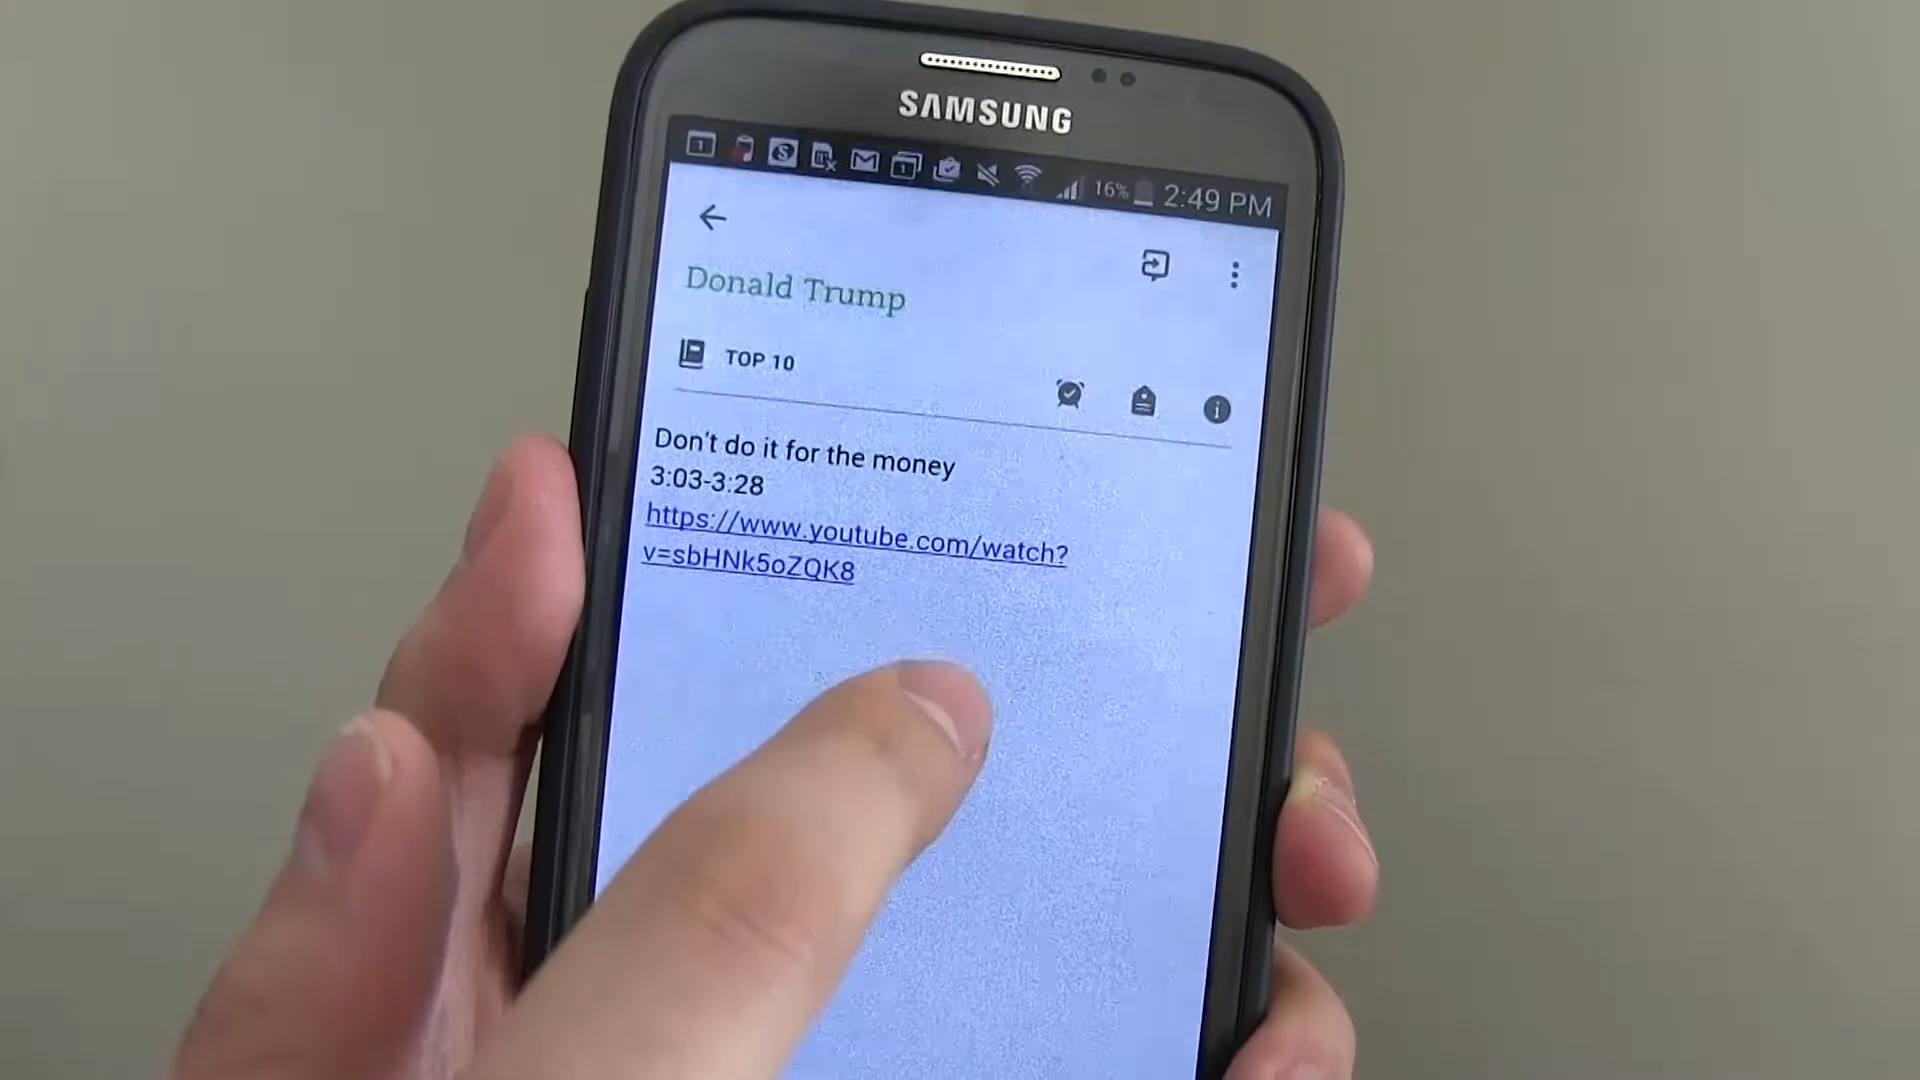 SAMSUNG
16% 2:49 PM
Donald Trump
TOP 10
Don't do it for the money
3:03-3:28
https://www.youtube.com/watch?
v=sbHNk5oZQK8